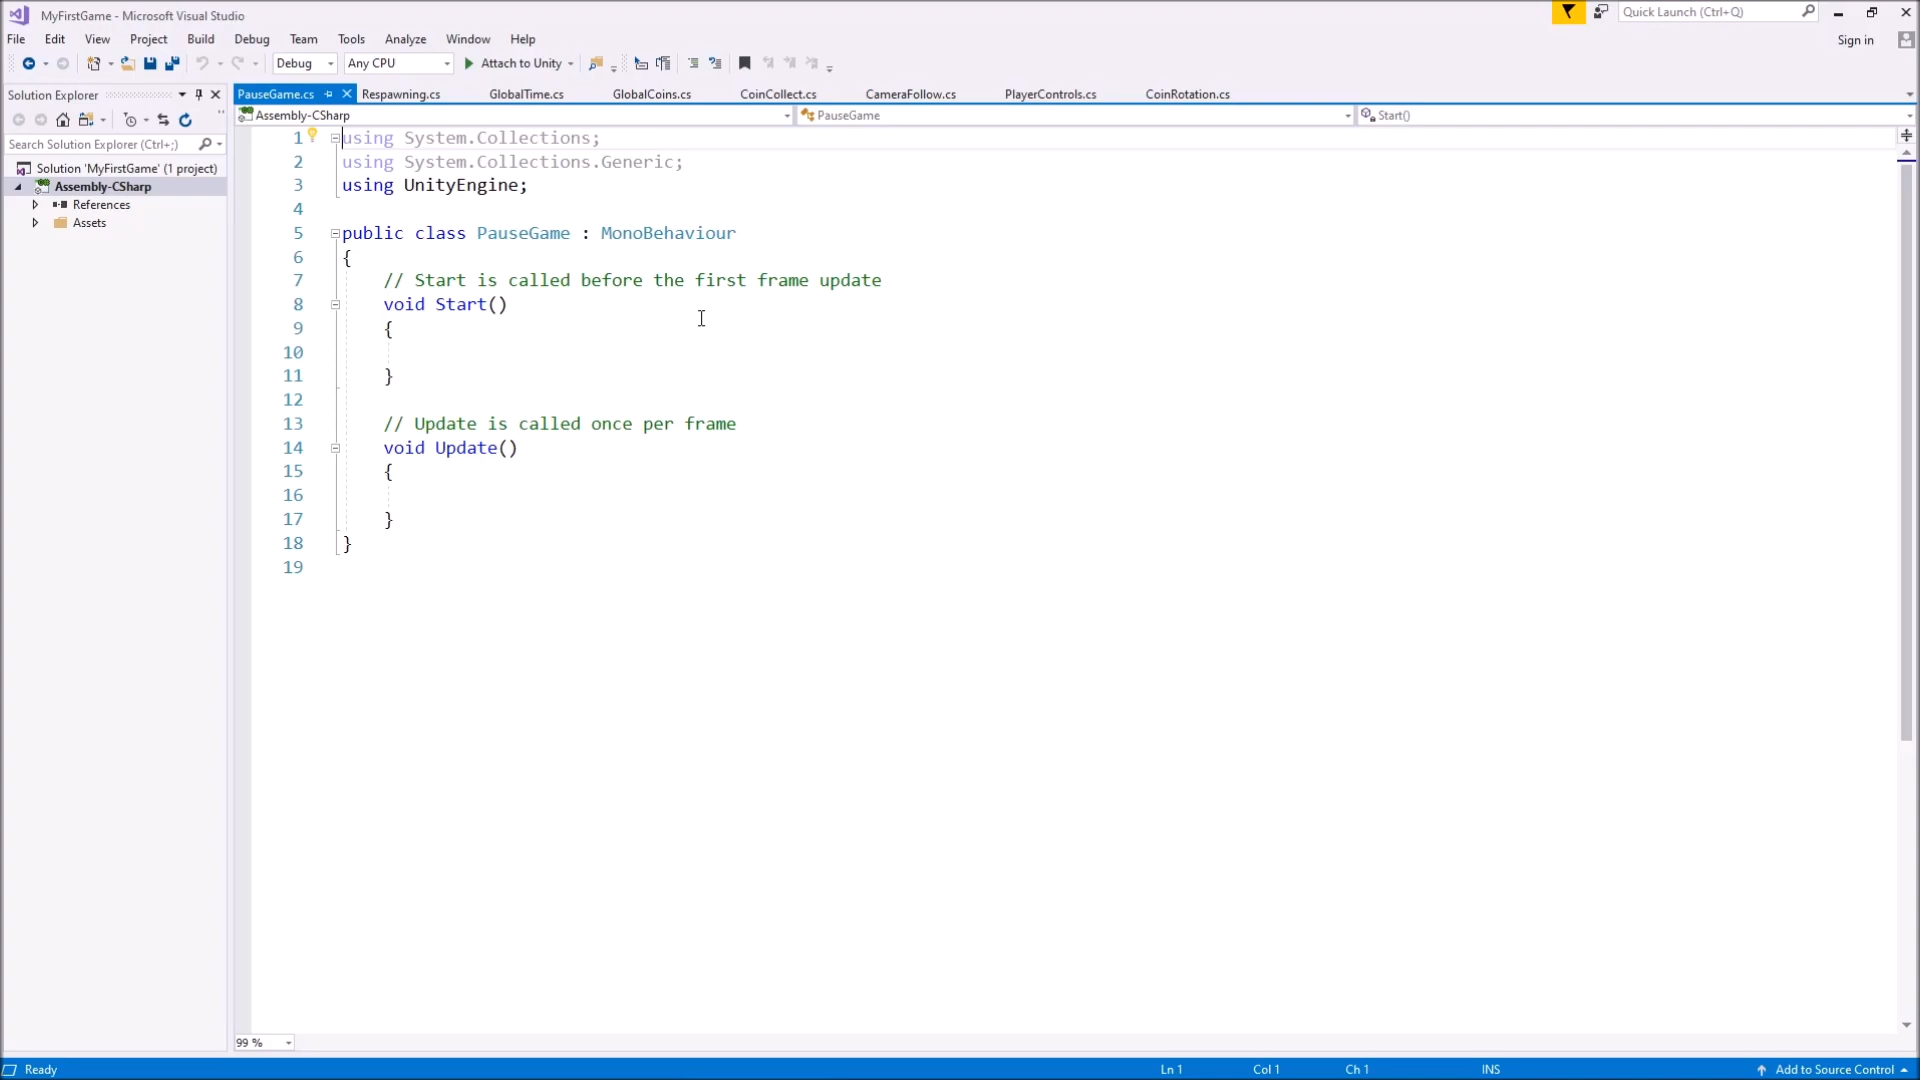 MyFirstGame - Microsoft Visual Studio
Quick Launch (Ctrl+Q)
File Edit View Project Build Debug Team Tools Analyze Window Help
Sign in
Debug Any CPU Attach to Unity
Solution Explorer
PauseGame.cs Respawning.cs GlobalTime.cs GlobalCoins.cs CoinCollect.cs CameraFollow.cs PlayerControls.cs CoinRotation.cs
Assembly-CSharp PauseGame Start()
Search Solution Explorer (Ctrl+;)
Solution 'MyFirstGame' (1 project)
Assembly-CSharp
References
Assets
1 using System.Collections;
2 using System.Collections.Generic;
3 using UnityEngine;
4
5 public class PauseGame : MonoBehaviour
6 {
7 // Start is called before the first frame update
8 void Start()
9 {
10
11 }
12
13 // Update is called once per frame
14 void Update()
15 {
16
17 }
18 }
19
99 %
Ready Ln 1 Col 1 Ch 1 INS Add to Source Control